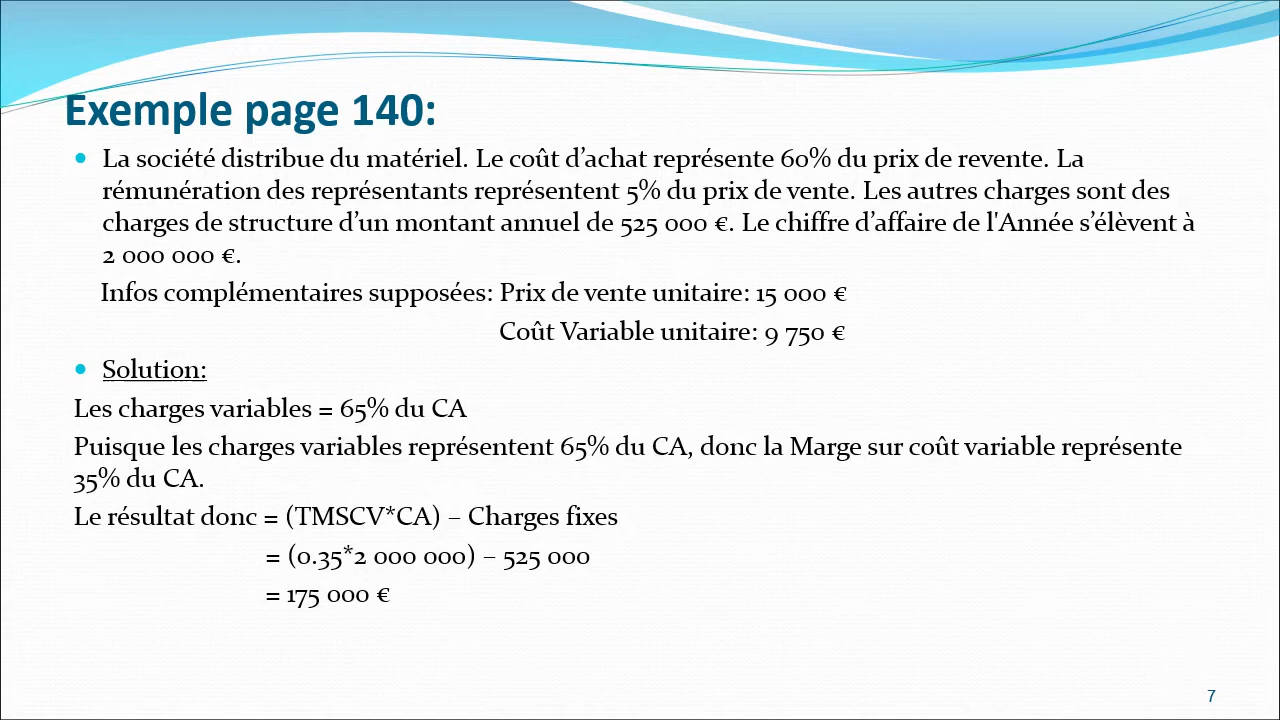 Exemple page 140:
La société distribue du matériel. Le coût d’achat représente 60% du prix de revente. La
rémunération des représentants représentent 5% du prix de vente. Les autres charges sont des
charges de structure d’un montant annuel de 525 000 €. Le chiffre d’affaire de l'Année s’élèvent à
2 000 000 €.
Infos complémentaires supposées: Prix de vente unitaire: 15 000 €
Coût Variable unitaire: 9 750 €
Solution:
Les charges variables = 65% du CA
Puisque les charges variables représentent 65% du CA, donc la Marge sur coût variable représente
35% du CA.
Le résultat donc = (TMSCV*CA) – Charges fixes
= (0.35*2 000 000) – 525 000
= 175 000 €
7